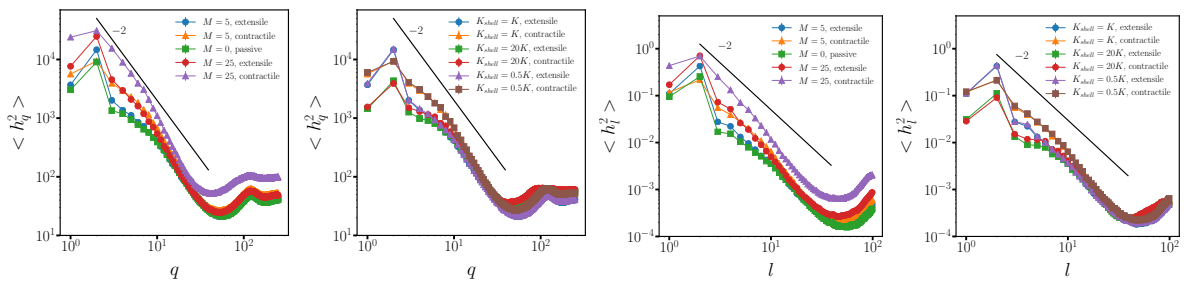 M = 5, extensile
M = 5, contractile
M = 0, passive
M = 25, extensile
M = 25, contractile
−2
10^4
10^3
10^2
10^1
10^0
10^1
10^2
< h_q^2 >
q
K_shell = K, extensile
K_shell = K, contractile
K_shell = 20K, extensile
K_shell = 20K, contractile
K_shell = 0.5K, extensile
K_shell = 0.5K, contractile
−2
10^4
10^3
10^2
10^1
10^0
10^1
10^2
< h_q^2 >
q
M = 5, extensile
M = 5, contractile
M = 0, passive
M = 25, extensile
M = 25, contractile
−2
10^0
10^−1
10^−2
10^−3
10^−4
10^0
10^1
10^2
< h_l^2 >
l
K_shell = K, extensile
K_shell = K, contractile
K_shell = 20K, extensile
K_shell = 20K, contractile
K_shell = 0.5K, extensile
K_shell = 0.5K, contractile
−2
10^0
10^−1
10^−2
10^−3
10^−4
10^0
10^1
10^2
< h_l^2 >
l